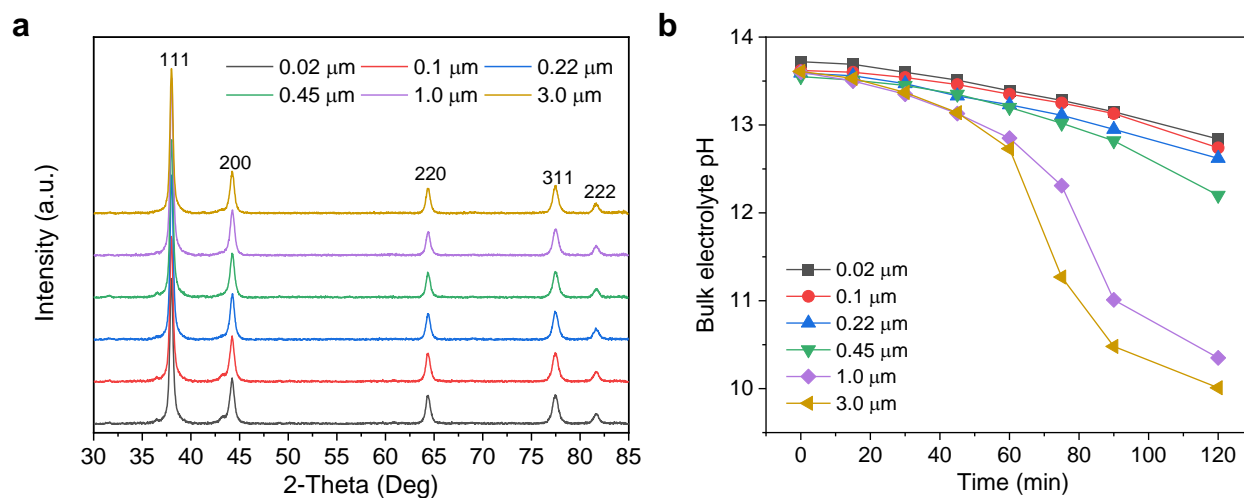 a
111
200
220
311
222
0.02 μm
0.1 μm
0.22 μm
0.45 μm
1.0 μm
3.0 μm
Intensity (a.u.)
30 35 40 45 50 55 60 65 70 75 80 85
2-Theta (Deg)
b
14
13
12
11
10
Bulk electrolyte pH
0.02 μm
0.1 μm
0.22 μm
0.45 μm
1.0 μm
3.0 μm
0 20 40 60 80 100 120
Time (min)